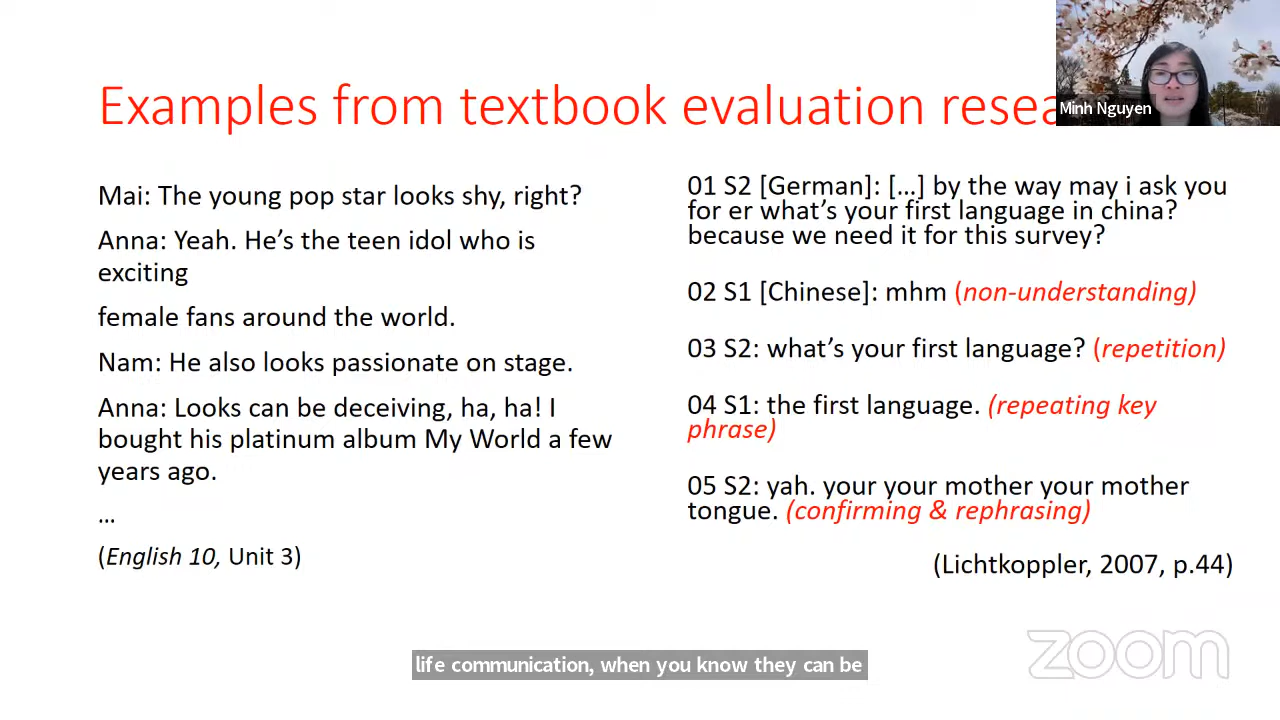 Examples from textbook evaluation resea
Minh Nguyen
Mai: The young pop star looks shy, right?
Anna: Yeah. He's the teen idol who is
exciting
female fans around the world.
Nam: He also looks passionate on stage.
Anna: Looks can be deceiving, ha, ha! I
bought his platinum album My World a few
years ago.
…
(English 10, Unit 3)
01 S2 [German]: […] by the way may i ask you
for er what's your first language in china?
because we need it for this survey?
02 S1 [Chinese]: mhm (non-understanding)
03 S2: what's your first language? (repetition)
04 S1: the first language. (repeating key
phrase)
05 S2: yah. your your mother your mother
tongue. (confirming & rephrasing)
(Lichtkoppler, 2007, p.44)
life communication, when you know they can be
zoom